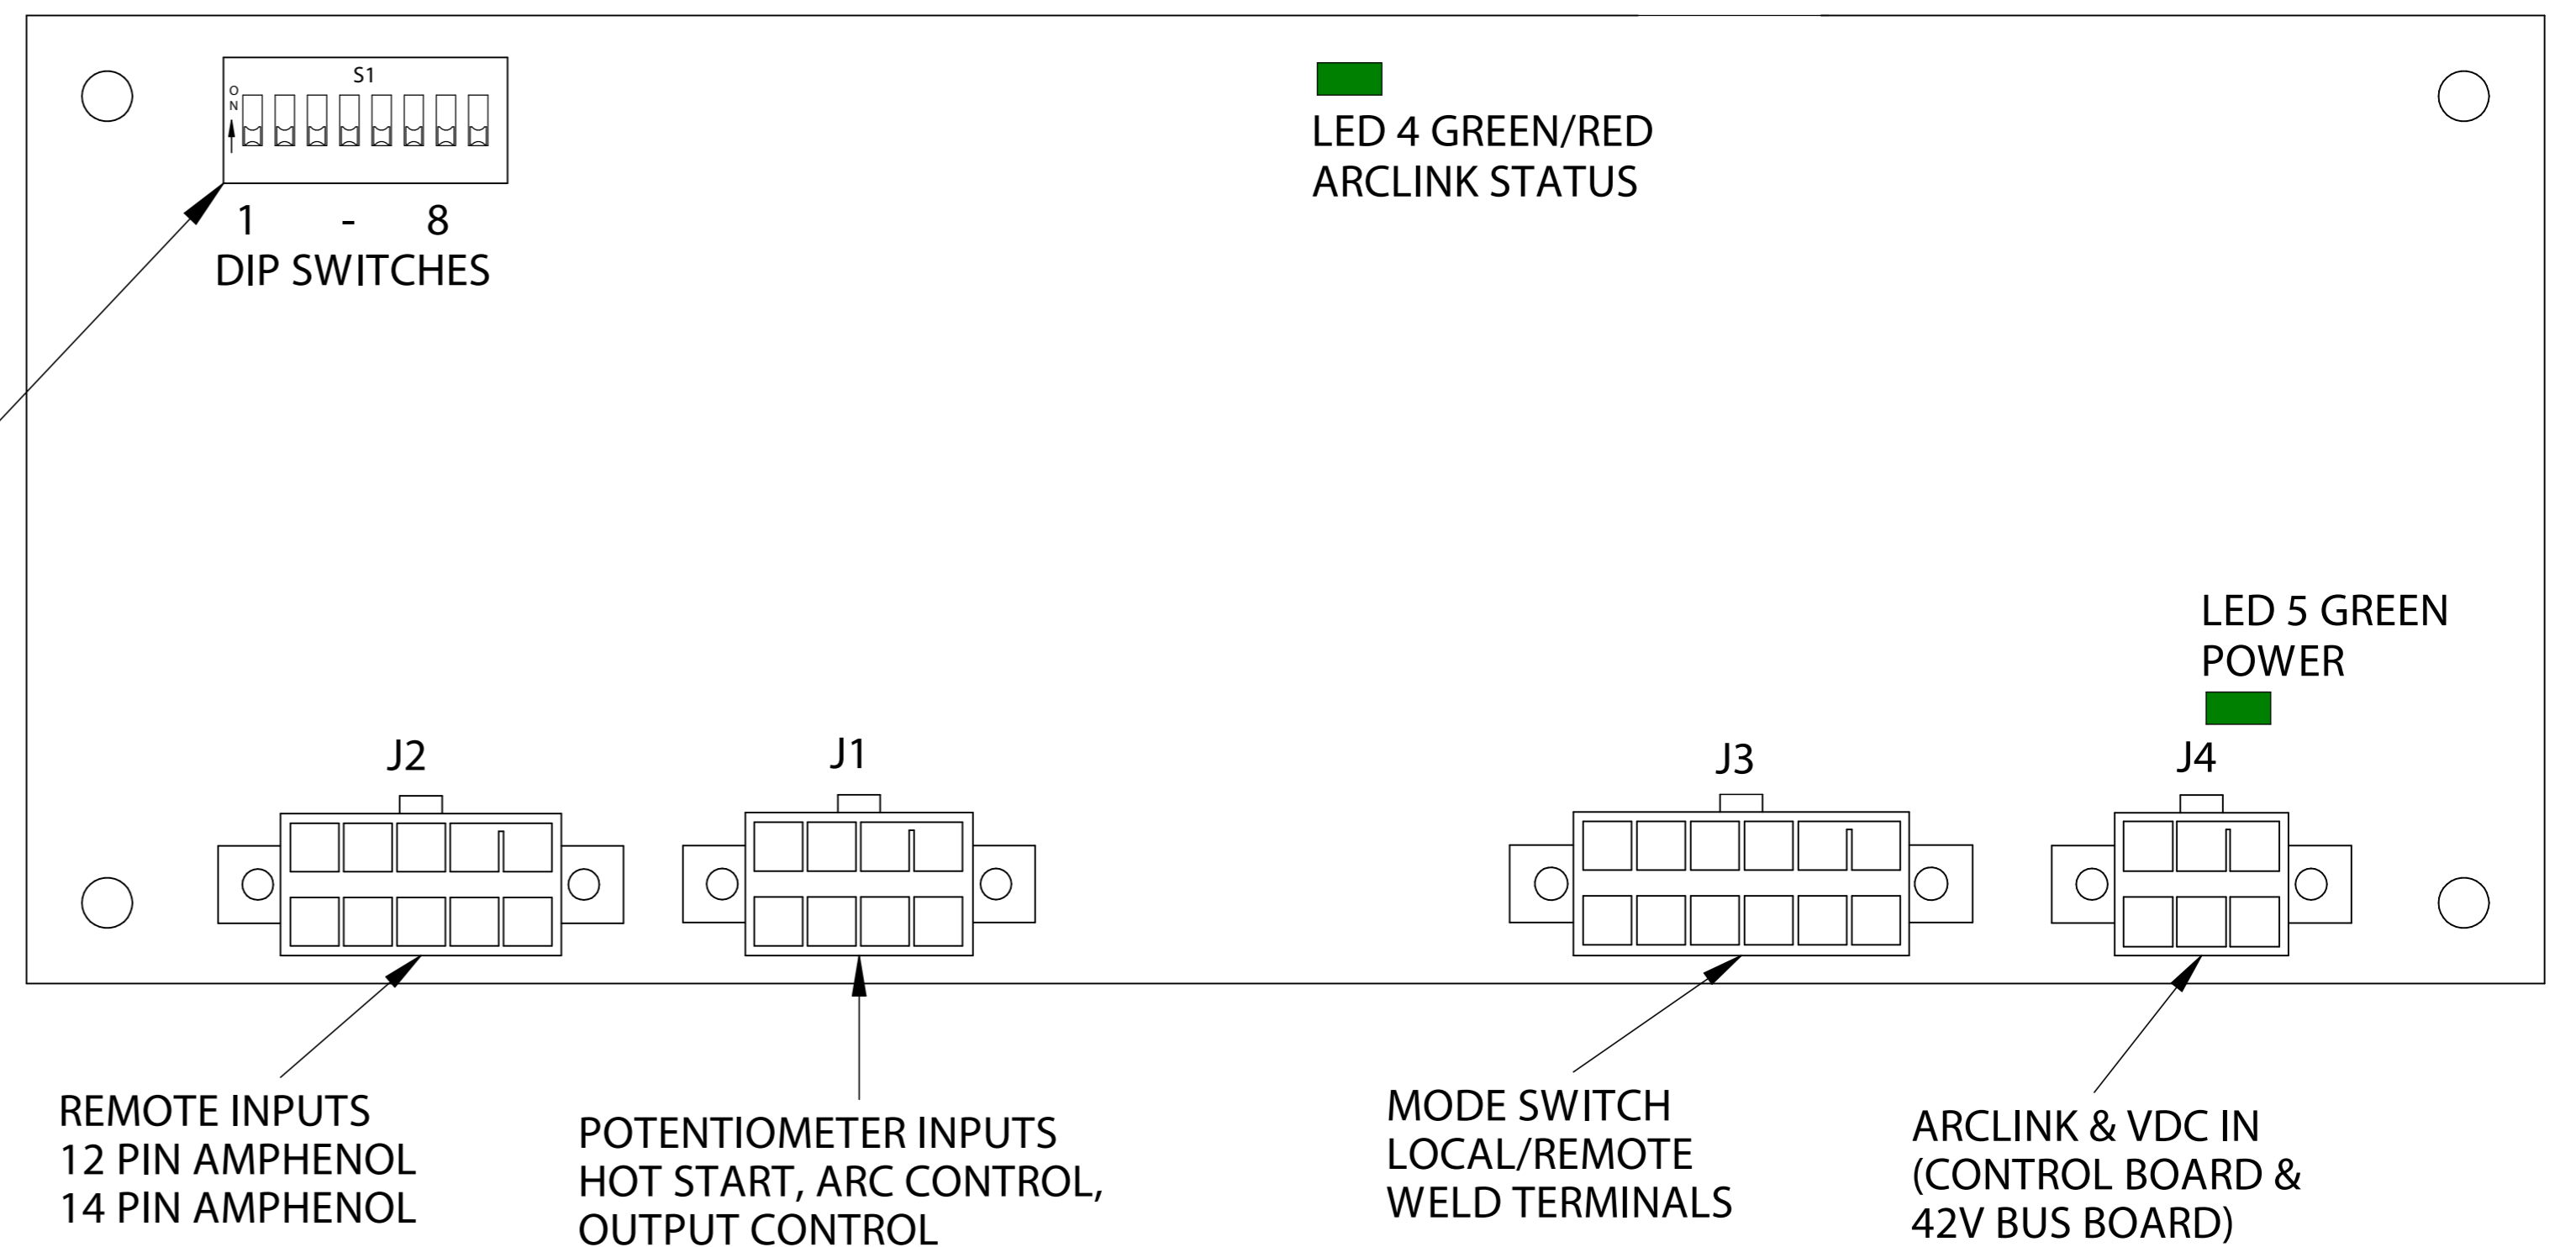 S1
O
N
1 - 8
DIP SWITCHES
LED 4 GREEN/RED
ARCLINK STATUS
LED 5 GREEN
POWER
J2
J1
J3
J4
REMOTE INPUTS
12 PIN AMPHENOL
14 PIN AMPHENOL
POTENTIOMETER INPUTS
HOT START, ARC CONTROL,
OUTPUT CONTROL
MODE SWITCH
LOCAL/REMOTE
WELD TERMINALS
ARCLINK & VDC IN
(CONTROL BOARD &
42V BUS BOARD)